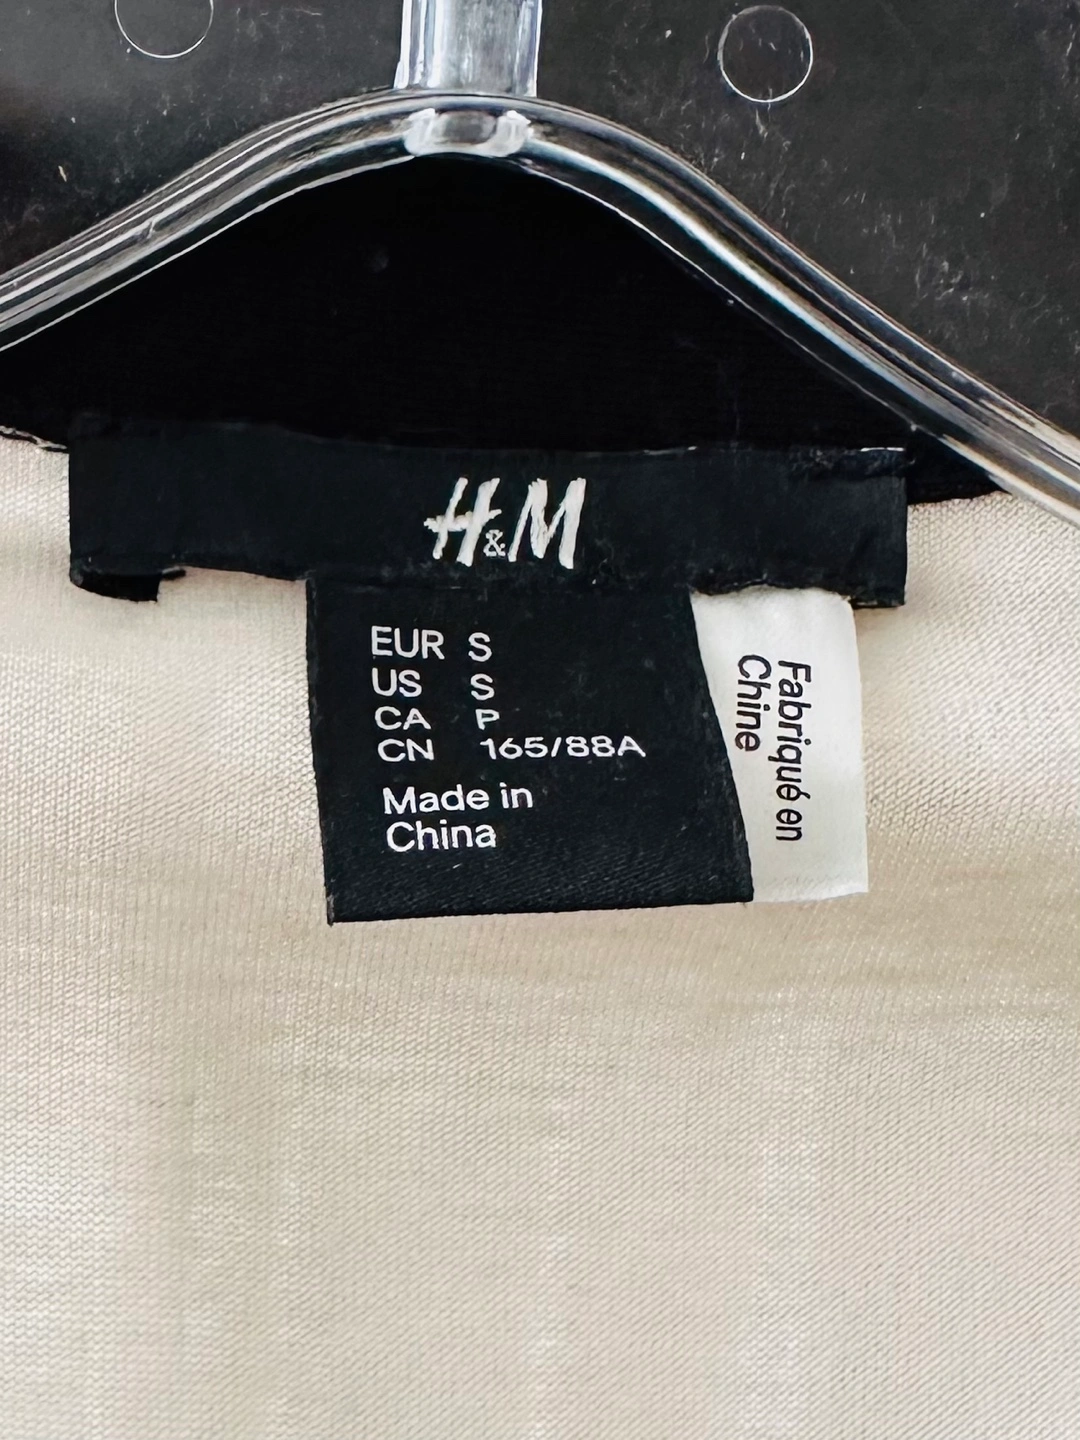 H&M
EUR S
US S
CA P
CN 165/88A
Made in
China
Fabriqué en
Chine